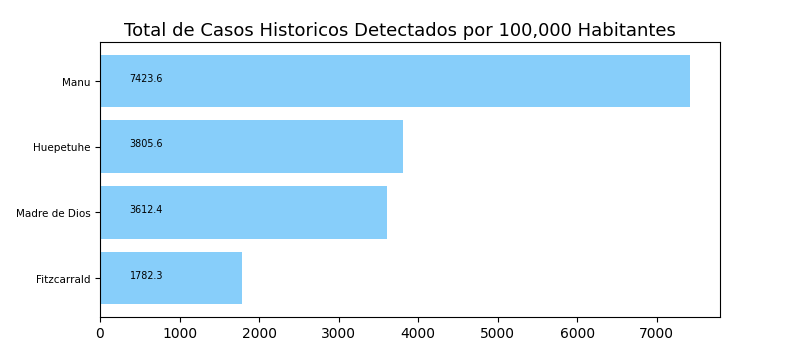 Total de Casos Historicos Detectados por 100,000 Habitantes
Manu
7423.6
Huepetuhe
3805.6
Madre de Dios
3612.4
Fitzcarrald
1782.3
0 1000 2000 3000 4000 5000 6000 7000